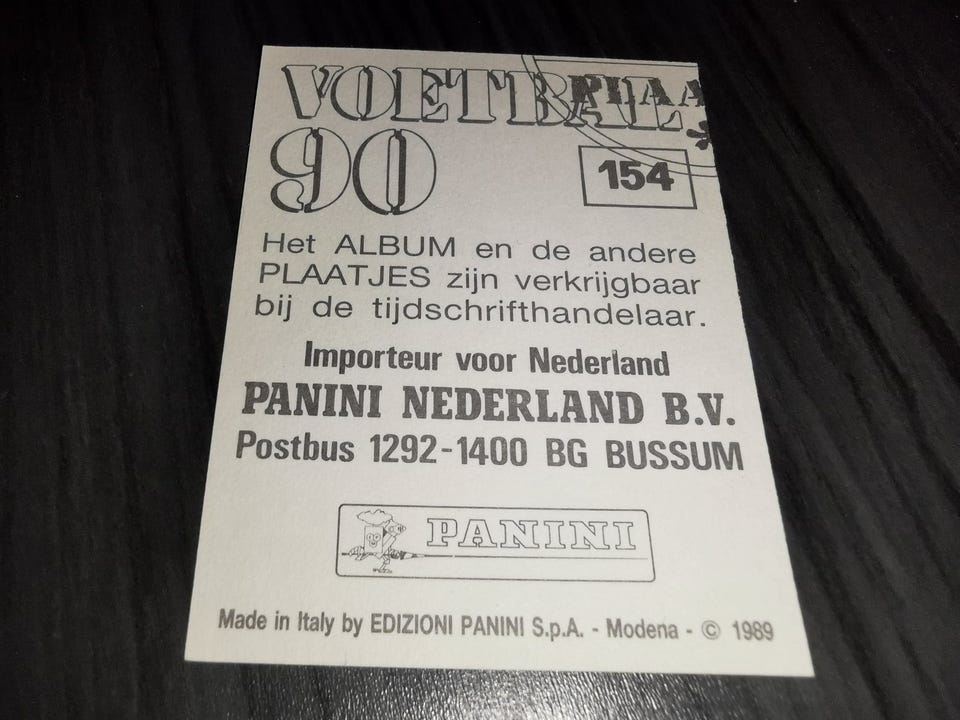 VOETBAL
PLAA
90
154
Het ALBUM en de andere
PLAATJES zijn verkrijgbaar
bij de tijdschrifthandelaar.
Importeur voor Nederland
PANINI NEDERLAND B.V.
Postbus 1292-1400 BG BUSSUM
PANINI
Made in Italy by EDIZIONI PANINI S.p.A. - Modena - © 1989